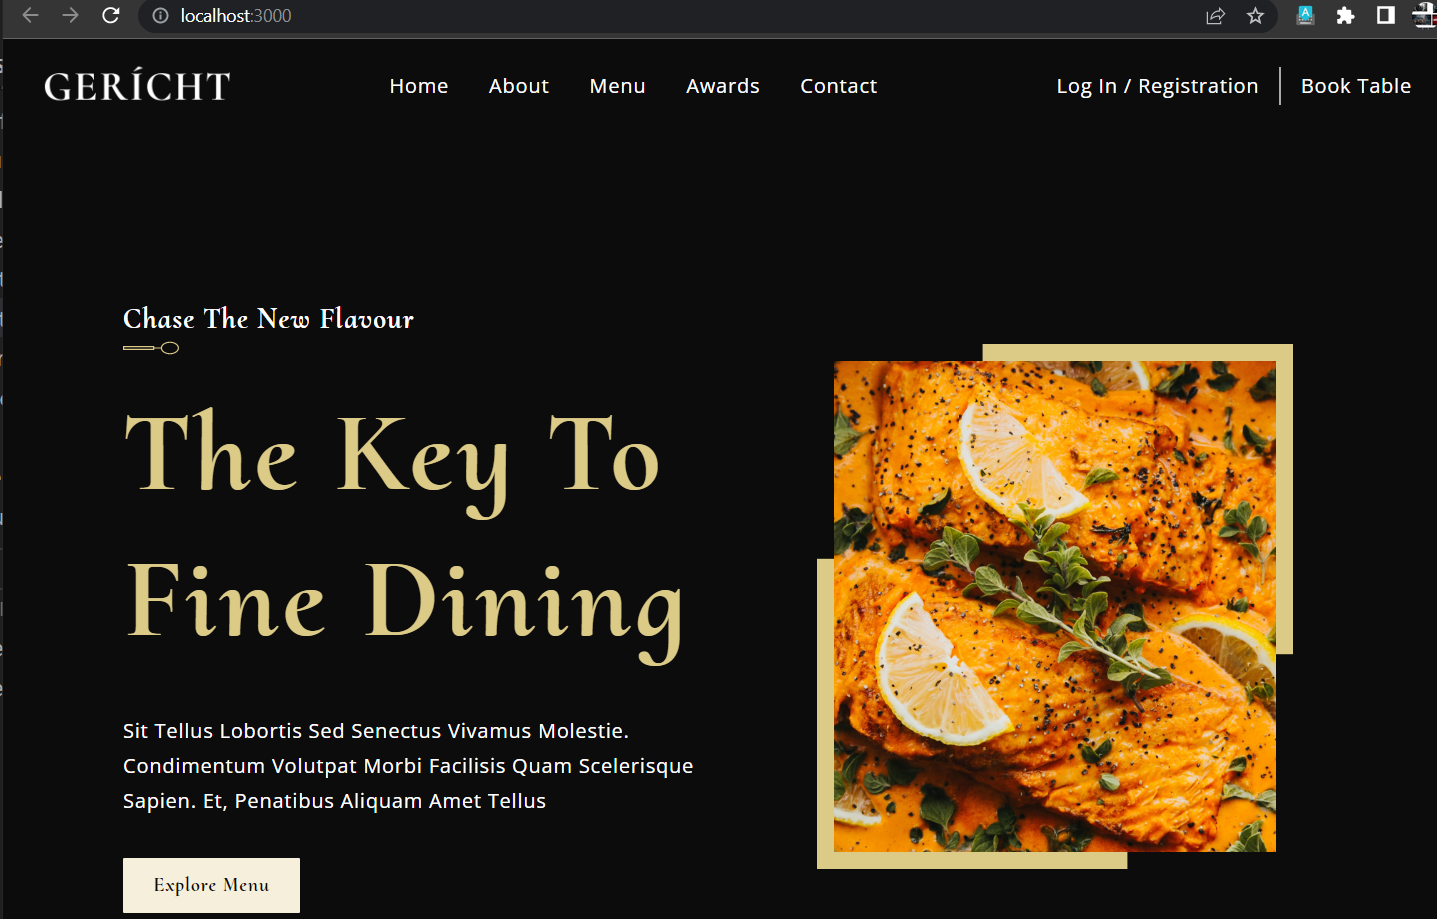 localhost:3000
GERÍCHT
Home About Menu Awards Contact Log In / Registration Book Table
Chase The New Flavour
The Key To
Fine Dining
Sit Tellus Lobortis Sed Senectus Vivamus Molestie.
Condimentum Volutpat Morbi Facilisis Quam Scelerisque
Sapien. Et, Penatibus Aliquam Amet Tellus
Explore Menu